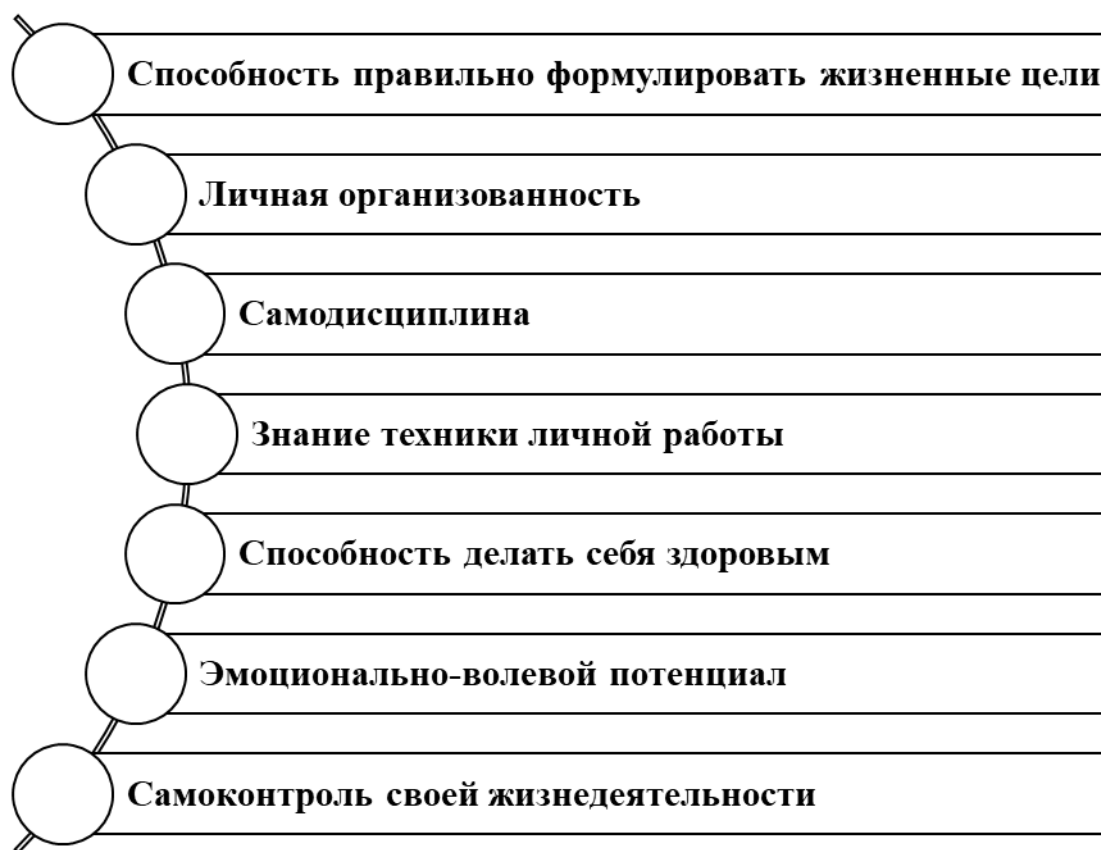 Способность правильно формулировать жизненные цели
Личная организованность
Самодисциплина
Знание техники личной работы
Способность делать себя здоровым
Эмоционально-волевой потенциал
Самоконтроль своей жизнедеятельности